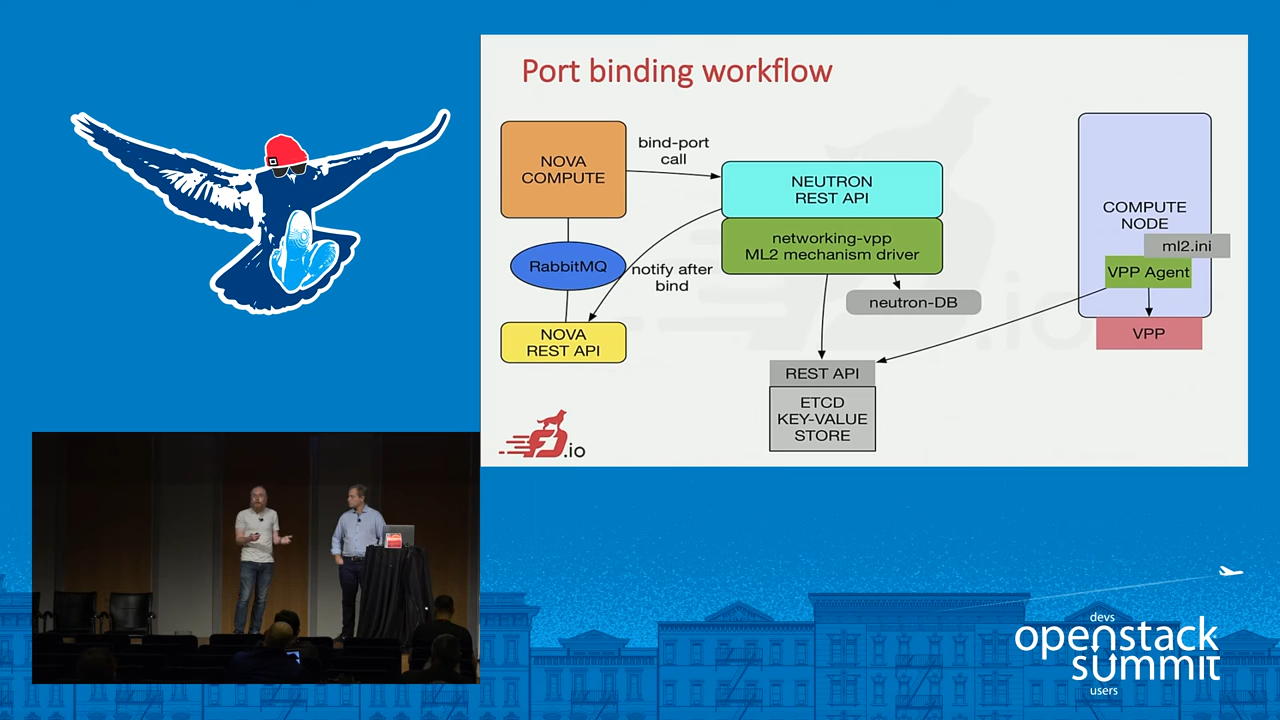 Port binding workflow
NOVA
COMPUTE
bind-port
call
NEUTRON
REST API
networking-vpp
ML2 mechanism driver
RabbitMQ
notify after
bind
neutron-DB
NOVA
REST API
REST API
ETCD
KEY-VALUE
STORE
COMPUTE
NODE
ml2.ini
VPP Agent
VPP
.io
.io
devs
openstack
summit
users